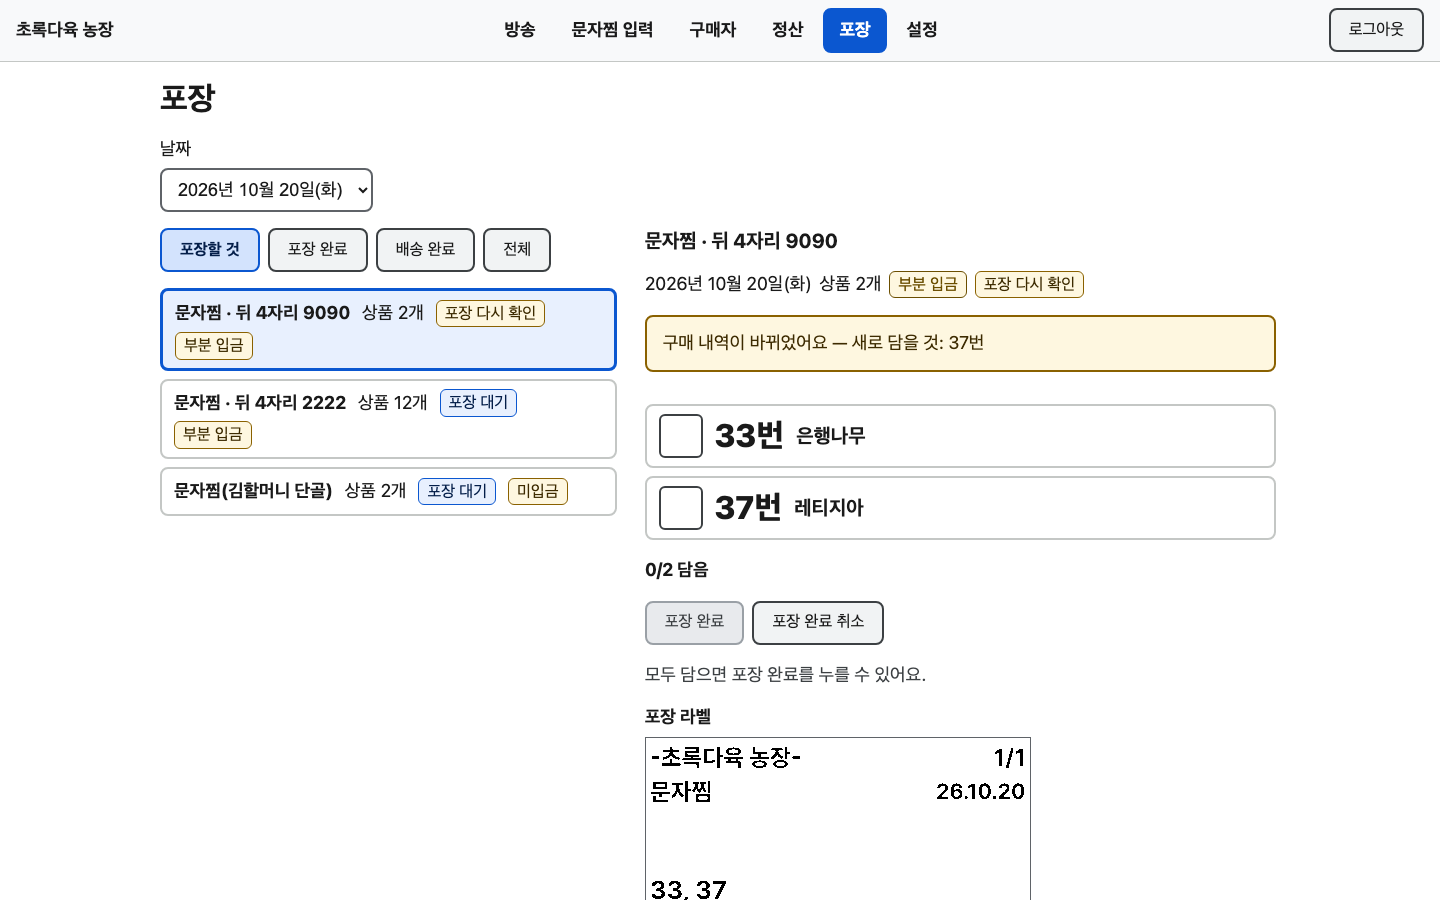 초록다육 농장
방송 문자찜 입력 구매자 정산 포장 설정
로그아웃
포장
날짜
2026년 10월 20일(화)
포장할 것 포장 완료 배송 완료 전체
문자찜 · 뒤 4자리 9090 상품 2개 포장 다시 확인
부분 입금
문자찜 · 뒤 4자리 2222 상품 12개 포장 대기
부분 입금
문자찜(김할머니 단골) 상품 2개 포장 대기 미입금
문자찜 · 뒤 4자리 9090
2026년 10월 20일(화) 상품 2개 부분 입금 포장 다시 확인
구매 내역이 바뀌었어요 — 새로 담을 것: 37번
33번 은행나무
37번 레티지아
0/2 담음
포장 완료 포장 완료 취소
모두 담으면 포장 완료를 누를 수 있어요.
포장 라벨
-초록다육 농장- 1/1
문자찜 26.10.20
33, 37